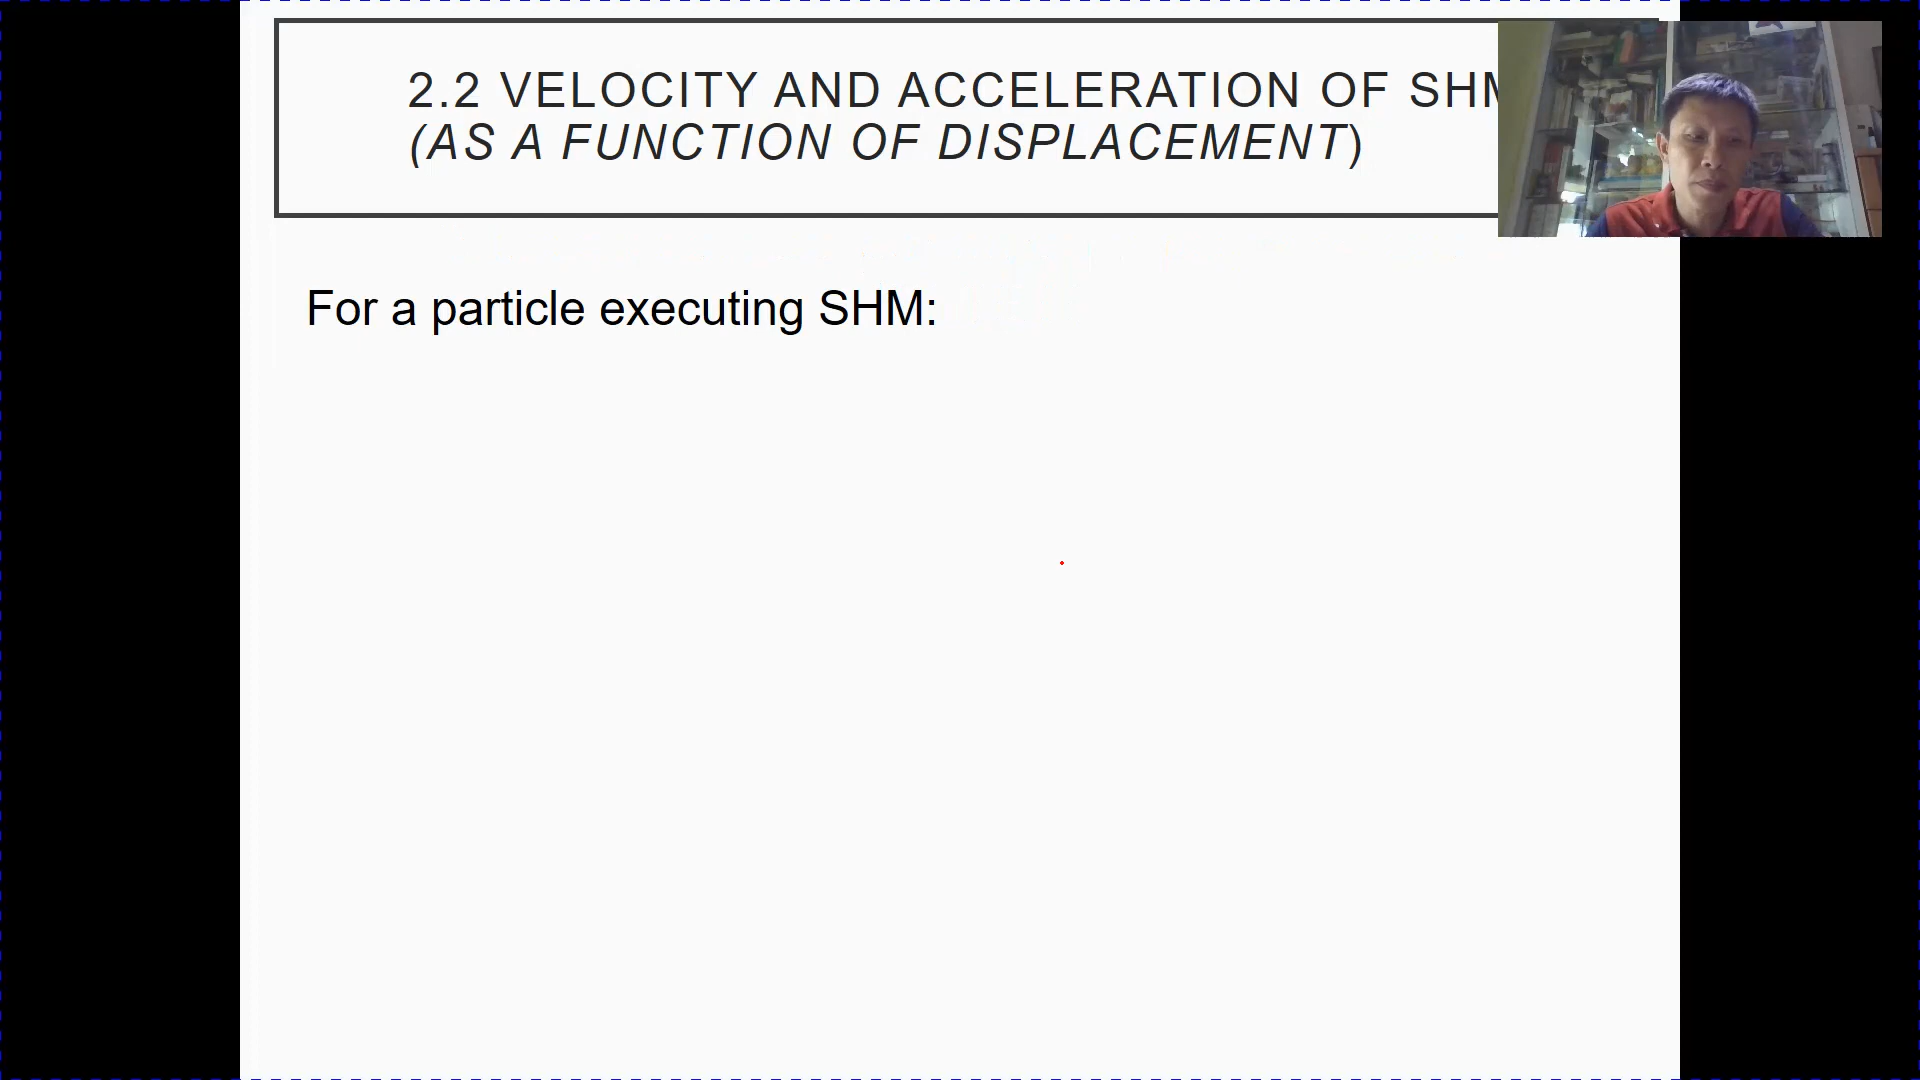 2.2 VELOCITY AND ACCELERATION OF SHM
(AS A FUNCTION OF DISPLACEMENT)
For a particle executing SHM: